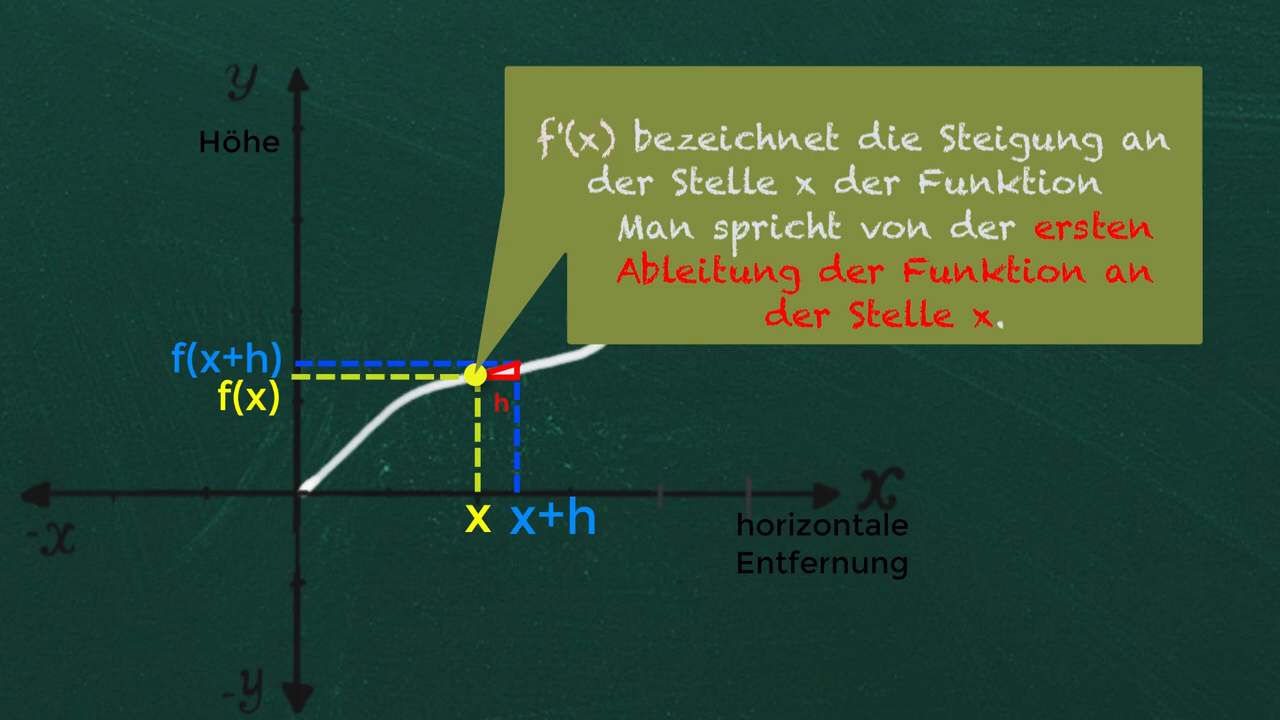 y
Höhe
f'(x) bezeichnet die Steigung an
der Stelle x der Funktion
Man spricht von der ersten
Ableitung der Funktion an
der Stelle x.
f(x+h)
f(x)
h
x
x+h
x
horizontale
Entfernung
-x
-y